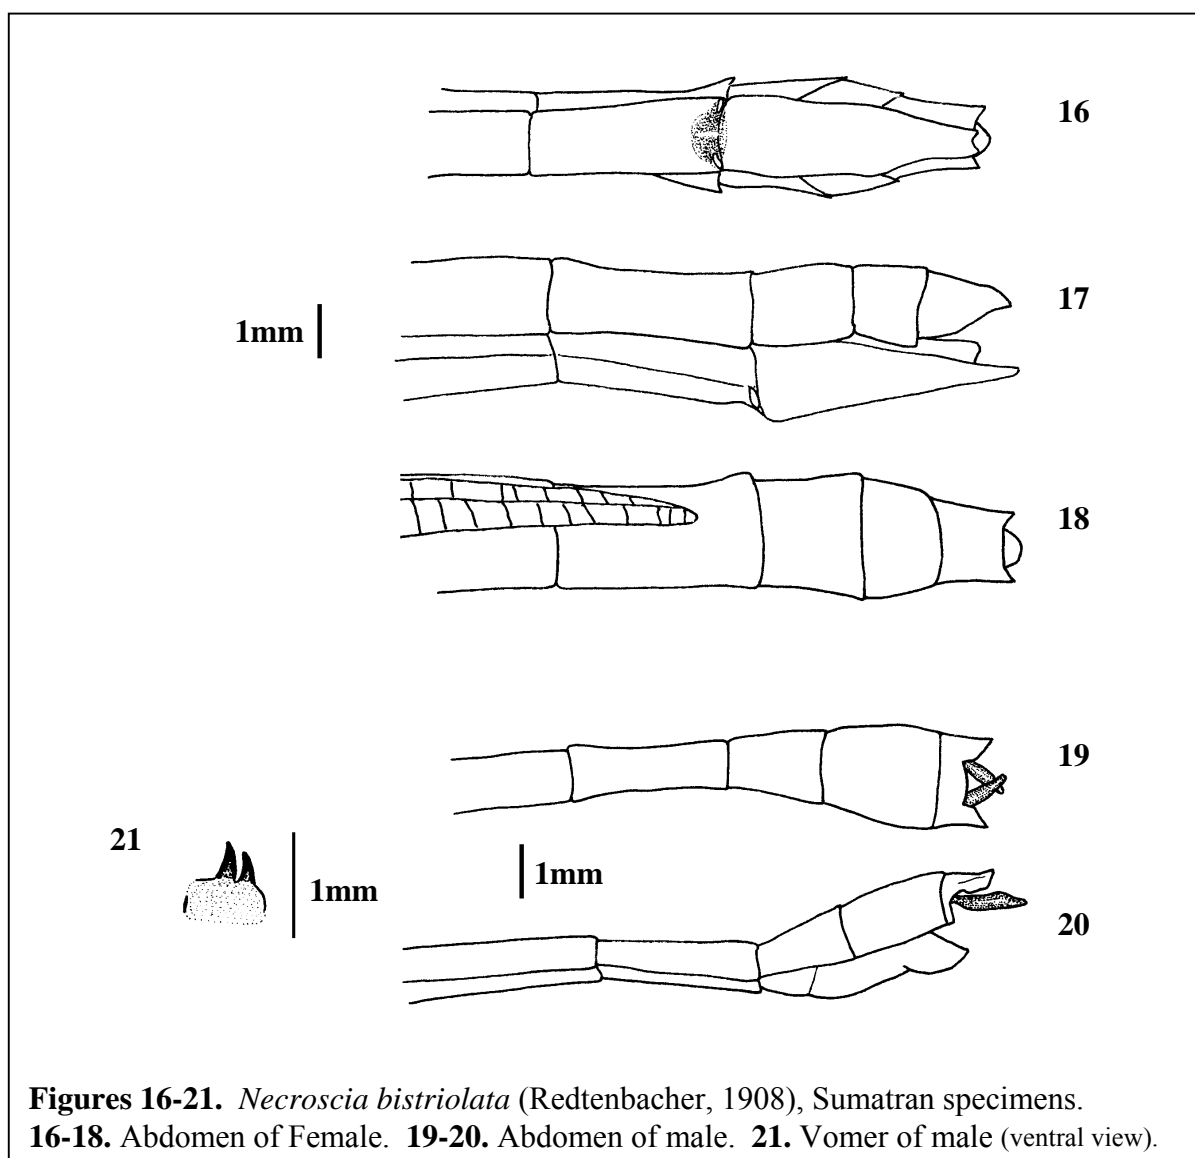 16
17
1mm
18
19
21
1mm
1mm
20
Figures 16-21. Necroscia bistriolata (Redtenbacher, 1908), Sumatran specimens.
16-18. Abdomen of Female. 19-20. Abdomen of male. 21. Vomer of male (ventral view).